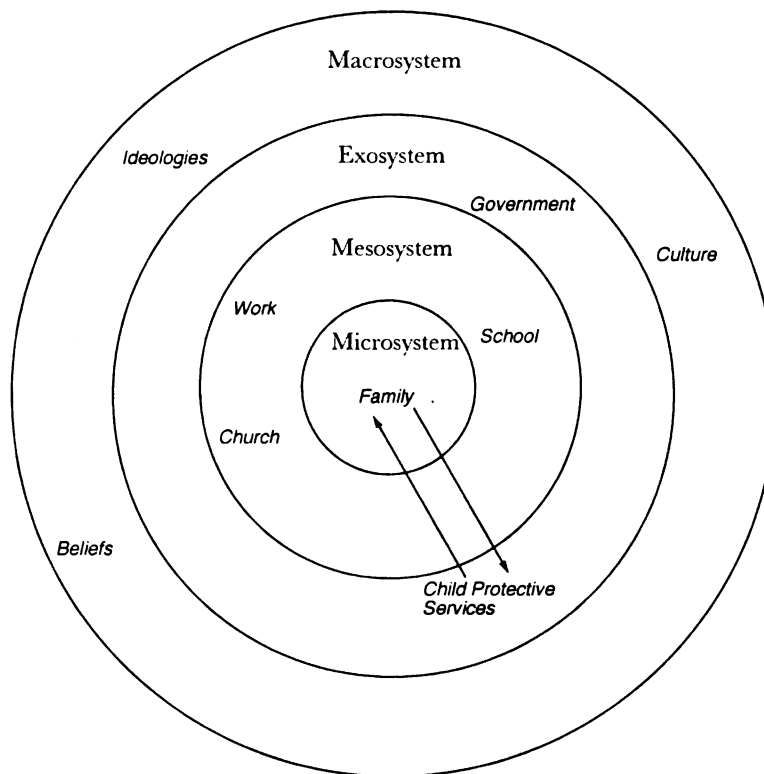 Macrosystem
Ideologies
Exosystem
Government
Mesosystem
Culture
Work
School
Microsystem
Family
Church
Beliefs
Child Protective
Services